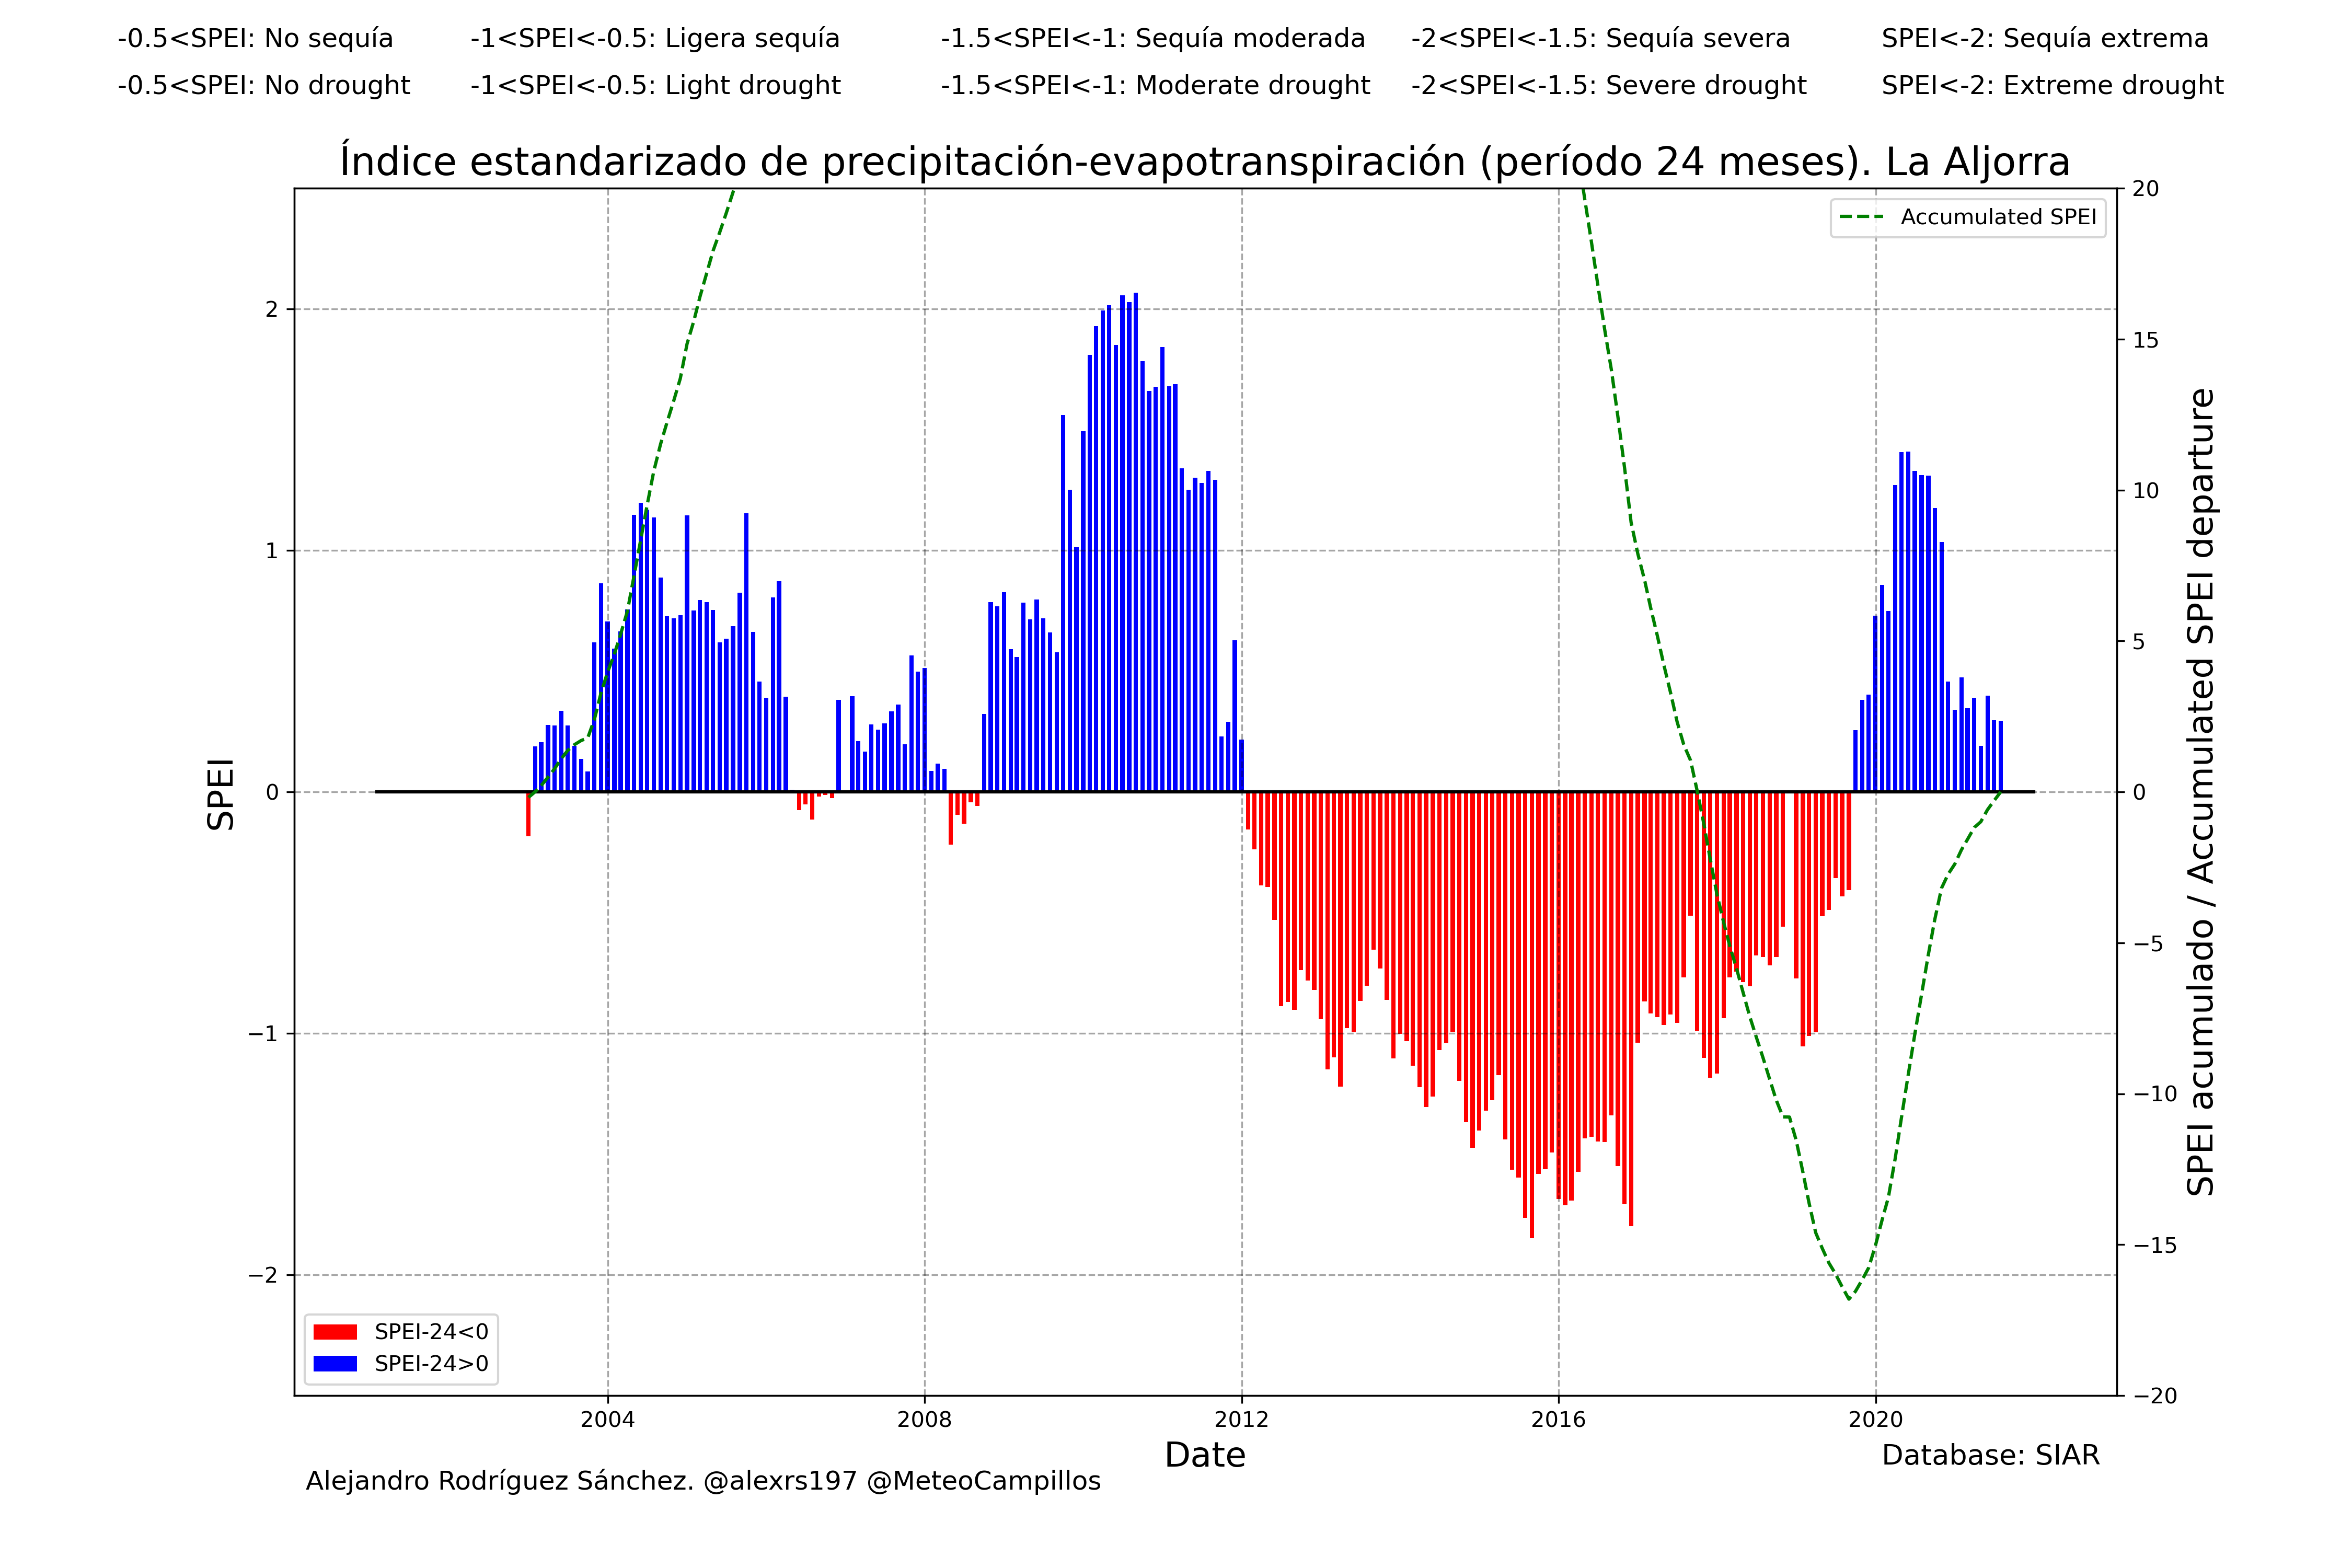 -0.5<SPEI: No sequía -1<SPEI<-0.5: Ligera sequía -1.5<SPEI<-1: Sequía moderada -2<SPEI<-1.5: Sequía severa SPEI<-2: Sequía extrema
-0.5<SPEI: No drought -1<SPEI<-0.5: Light drought -1.5<SPEI<-1: Moderate drought -2<SPEI<-1.5: Severe drought SPEI<-2: Extreme drought
Índice estandarizado de precipitación-evapotranspiración (período 24 meses). La Aljorra
Accumulated SPEI
SPEI
2
1
0
−1
−2
20
15
10
5
0
−5
−10
−15
−20
SPEI acumulado / Accumulated SPEI departure
SPEI-24<0
SPEI-24>0
2004 2008 2012 2016 2020
Date
Database: SIAR
Alejandro Rodríguez Sánchez. @alexrs197 @MeteoCampillos